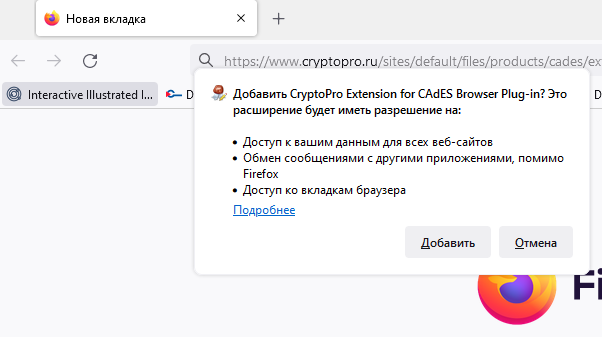 Новая вкладка
https://www.cryptopro.ru/sites/default/files/products/cades/ex
Interactive Illustrated I...
D
Добавить CryptoPro Extension for CAdES Browser Plug-in? Это
расширение будет иметь разрешение на:
Доступ к вашим данным для всех веб-сайтов
Обмен сообщениями с другими приложениями, помимо
Firefox
Доступ ко вкладкам браузера
Подробнее
Добавить
Отмена
Fi